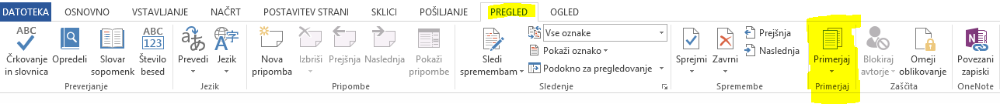 DATOTEKA OSNOVNO VSTAVLJANJE NAČRT POSTAVITEV STRANI SKLICI POŠILJANJE PREGLED OGLED
ABC
Črkovanje
in slovnica
Opredeli
Slovar
sopomenk
ABC
123
Število
besed
Preverjanje
Prevedi
Jezik
Jezik
Nova
pripomba
Izbriši
Prejšnja
Naslednja
Pokaži
pripombe
Pripombe
Sledi
spremembam
Vse oznake
Pokaži oznako
Podokno za pregledovanje
Sledenje
Sprejmi
Zavrni
Prejšnja
Naslednja
Spremembe
Primerjaj
Primerjaj
Blokiraj
avtorje
Omeji
oblikovanje
Zaščita
N
Povezani
zapiski
OneNote